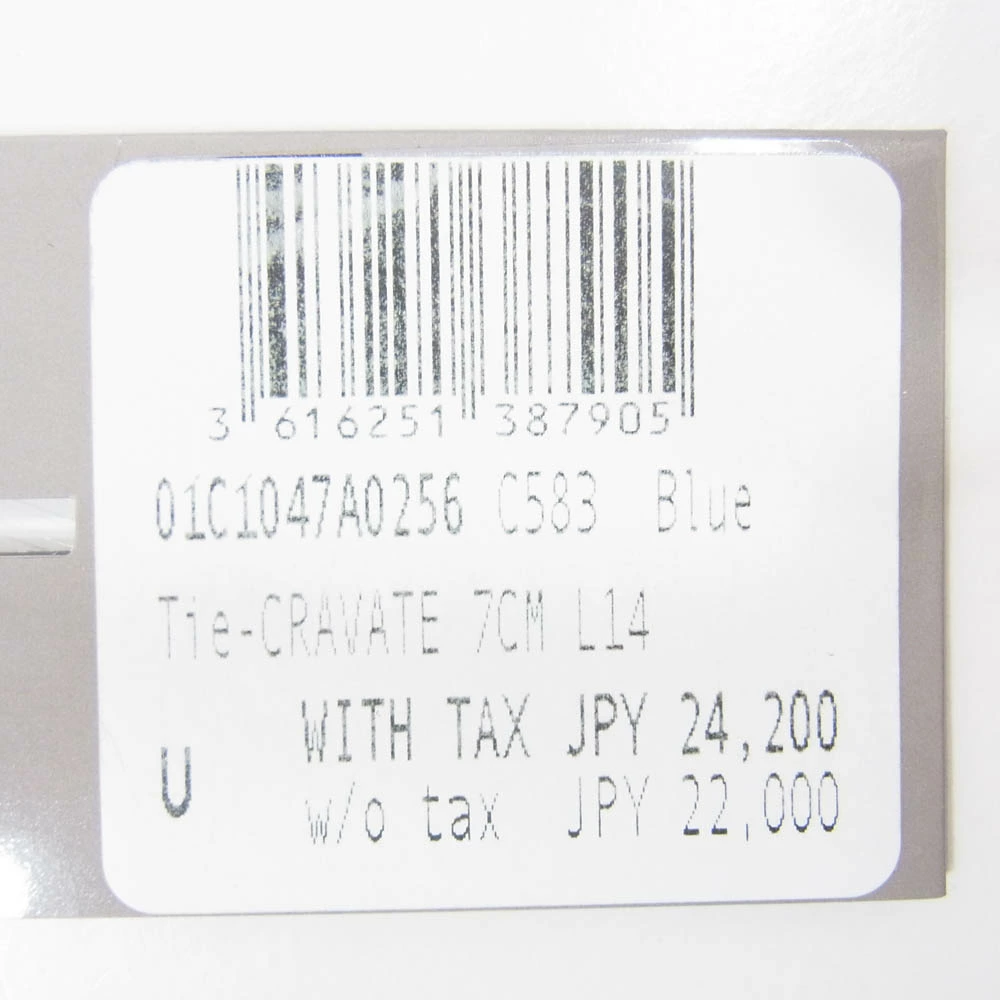 3 616251 387905
01C1047A0256 C583 Blue
Tie-CRAVATE 7CM L14
WITH TAX JPY 24,200
U
w/o tax JPY 22,000